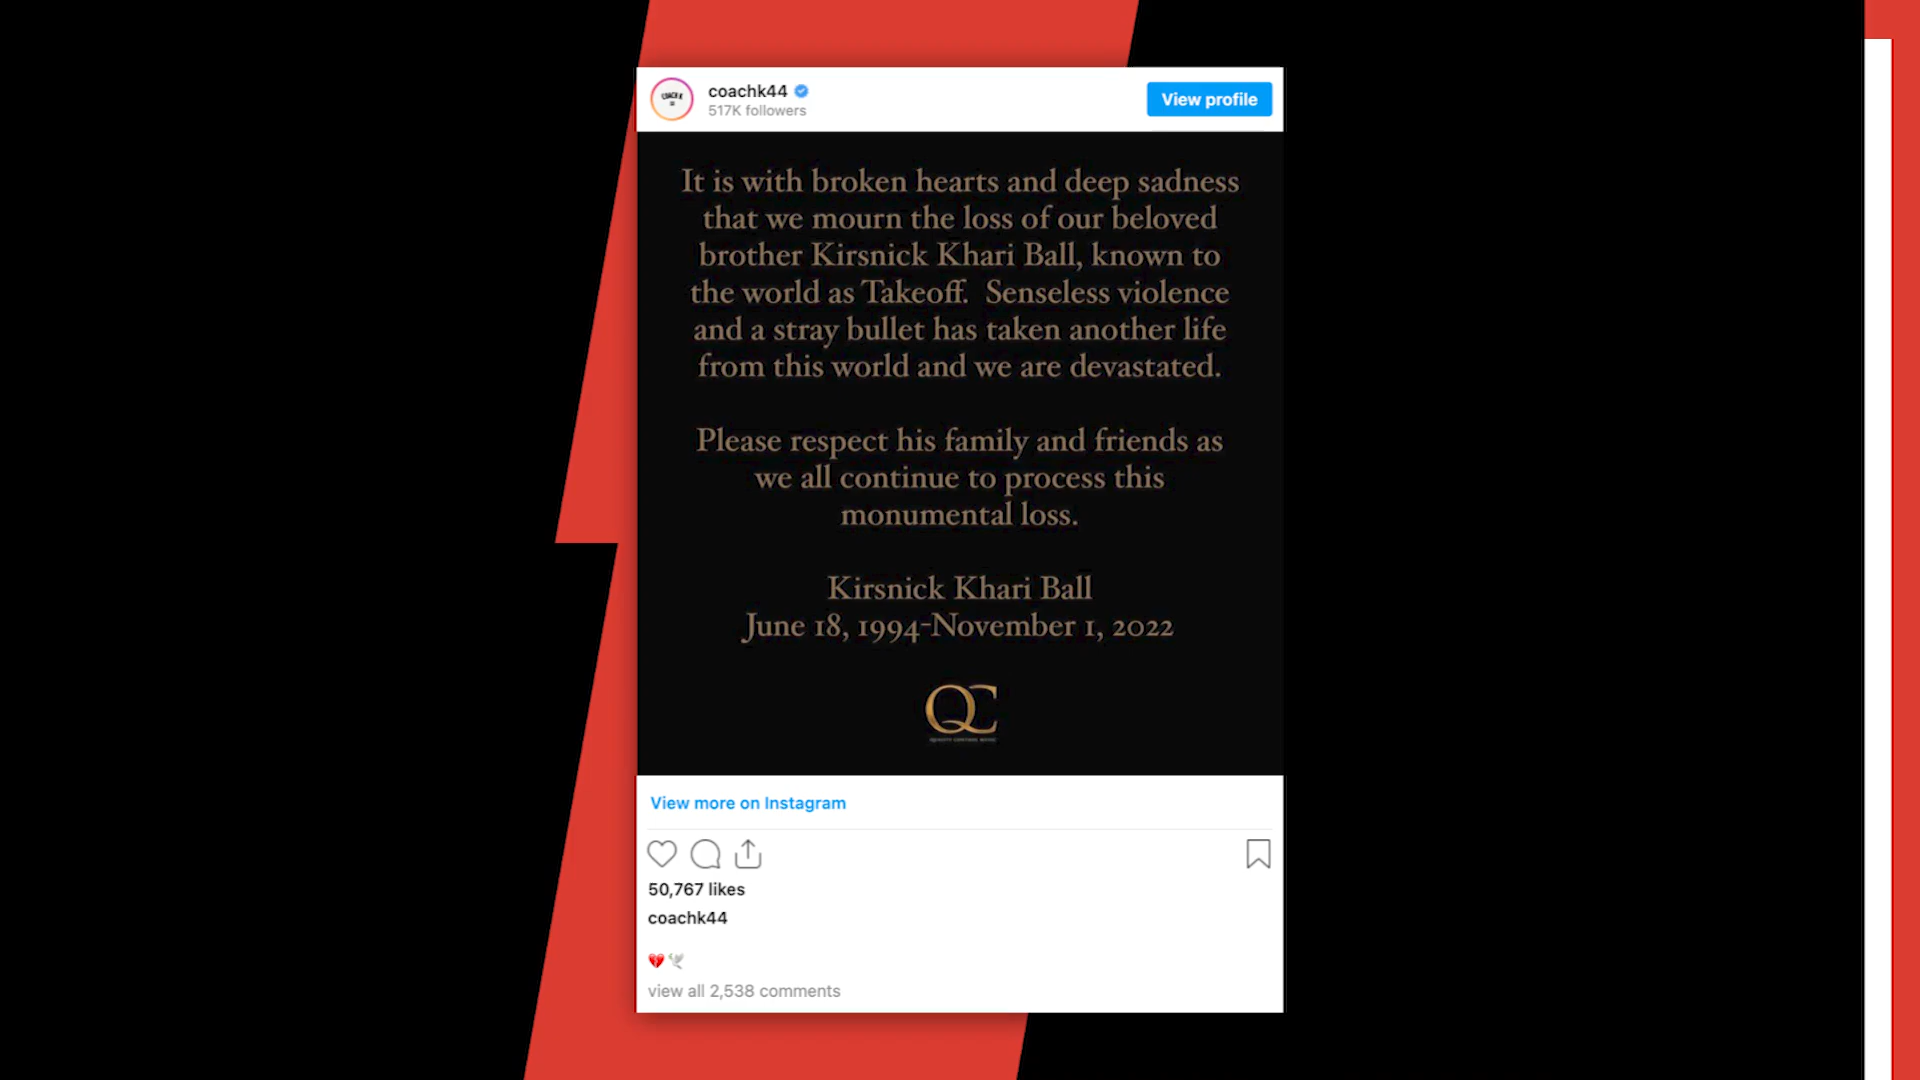 coachk44
517K followers
View profile
It is with broken hearts and deep sadness
that we mourn the loss of our beloved
brother Kirsnick Khari Ball, known to
the world as Takeoff.  Senseless violence
and a stray bullet has taken another life
from this world and we are devastated.
Please respect his family and friends as
we all continue to process this
monumental loss.
Kirsnick Khari Ball
June 18, 1994-November 1, 2022
QC
View more on Instagram
50,767 likes
coachk44
view all 2,538 comments